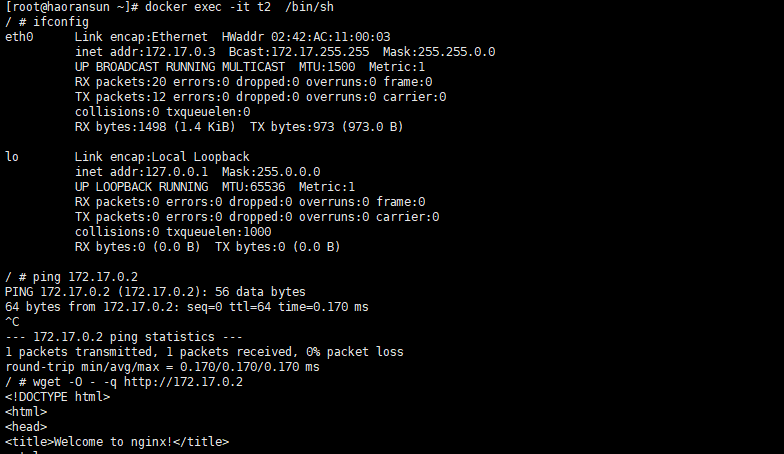 [root@haoransun ~]# docker exec -it t2  /bin/sh
/ # ifconfig
eth0      Link encap:Ethernet  HWaddr 02:42:AC:11:00:03
          inet addr:172.17.0.3  Bcast:172.17.255.255  Mask:255.255.0.0
          UP BROADCAST RUNNING MULTICAST  MTU:1500  Metric:1
          RX packets:20 errors:0 dropped:0 overruns:0 frame:0
          TX packets:12 errors:0 dropped:0 overruns:0 carrier:0
          collisions:0 txqueuelen:0
          RX bytes:1498 (1.4 KiB)  TX bytes:973 (973.0 B)

lo        Link encap:Local Loopback
          inet addr:127.0.0.1  Mask:255.0.0.0
          UP LOOPBACK RUNNING  MTU:65536  Metric:1
          RX packets:0 errors:0 dropped:0 overruns:0 frame:0
          TX packets:0 errors:0 dropped:0 overruns:0 carrier:0
          collisions:0 txqueuelen:1000
          RX bytes:0 (0.0 B)  TX bytes:0 (0.0 B)

/ # ping 172.17.0.2
PING 172.17.0.2 (172.17.0.2): 56 data bytes
64 bytes from 172.17.0.2: seq=0 ttl=64 time=0.170 ms
^C
--- 172.17.0.2 ping statistics ---
1 packets transmitted, 1 packets received, 0% packet loss
round-trip min/avg/max = 0.170/0.170/0.170 ms
/ # wget -O - -q http://172.17.0.2
<!DOCTYPE html>
<html>
<head>
<title>Welcome to nginx!</title>